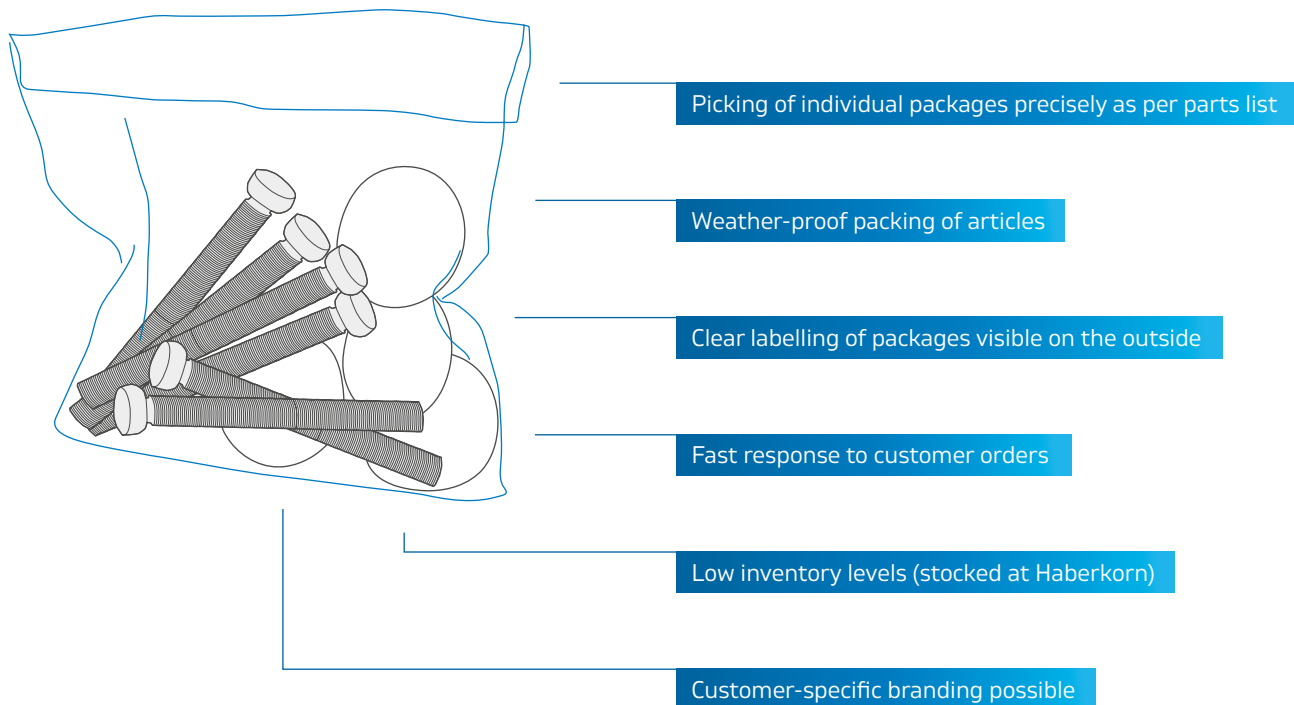 Picking of individual packages precisely as per parts list
Weather-proof packing of articles
Clear labelling of packages visible on the outside
Fast response to customer orders
Low inventory levels (stocked at Haberkorn)
Customer-specific branding possible